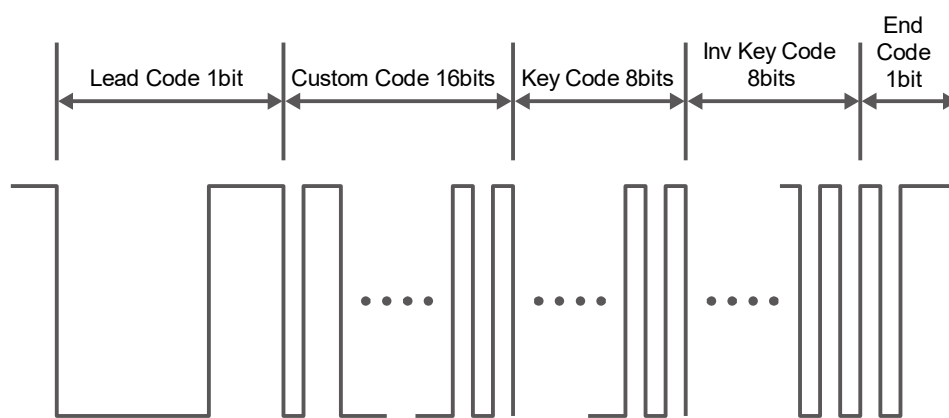 Lead Code 1bit
Custom Code 16bits
Key Code 8bits
Inv Key Code
8bits
End
Code
1bit